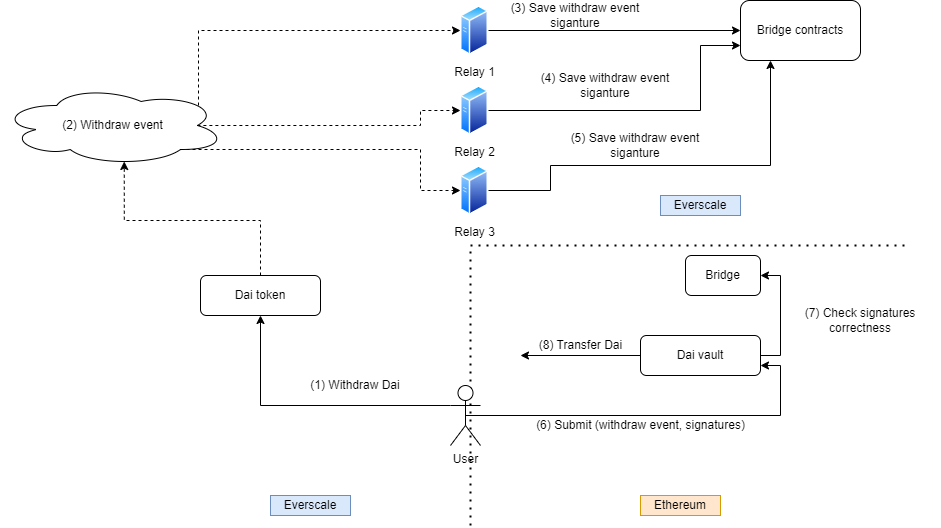 (3) Save withdraw event
siganture
Bridge contracts
Relay 1
(4) Save withdraw event
siganture
(2) Withdraw event
Relay 2
(5) Save withdraw event
siganture
Everscale
Relay 3
Bridge
Dai token
(7) Check signatures
correctness
(8) Transfer Dai
Dai vault
(1) Withdraw Dai
(6) Submit (withdraw event, signatures)
User
Everscale
Ethereum